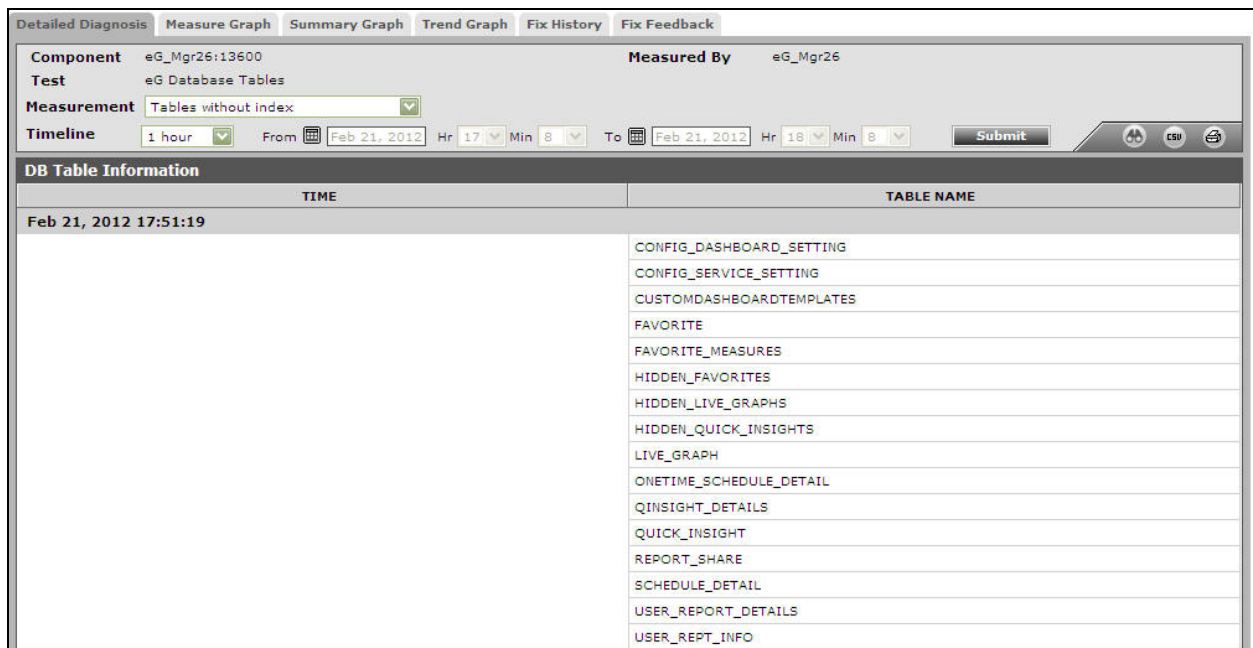 Detailed Diagnosis Measure Graph Summary Graph Trend Graph Fix History Fix Feedback
Component eG_Mgr26:13600 Measured By eG_Mgr26
Test eG Database Tables
Measurement Tables without index
Timeline 1 hour From Feb 21, 2012 Hr 17 Min 8 To Feb 21, 2012 Hr 18 Min 8 Submit CSV
DB Table Information
TIME TABLE NAME
Feb 21, 2012 17:51:19
CONFIG_DASHBOARD_SETTING
CONFIG_SERVICE_SETTING
CUSTOMDASHBOARDTEMPLATES
FAVORITE
FAVORITE_MEASURES
HIDDEN_FAVORITES
HIDDEN_LIVE_GRAPHS
HIDDEN_QUICK_INSIGHTS
LIVE_GRAPH
ONETIME_SCHEDULE_DETAIL
QINSIGHT_DETAILS
QUICK_INSIGHT
REPORT_SHARE
SCHEDULE_DETAIL
USER_REPORT_DETAILS
USER_REPT_INFO